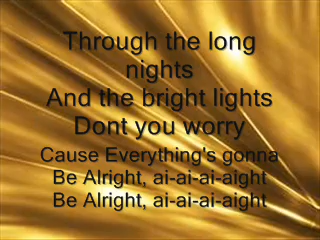 Through the long
nights
And the bright lights
Dont you worry
Cause Everything's gonna
Be Alright, ai-ai-ai-aight
Be Alright, ai-ai-ai-aight